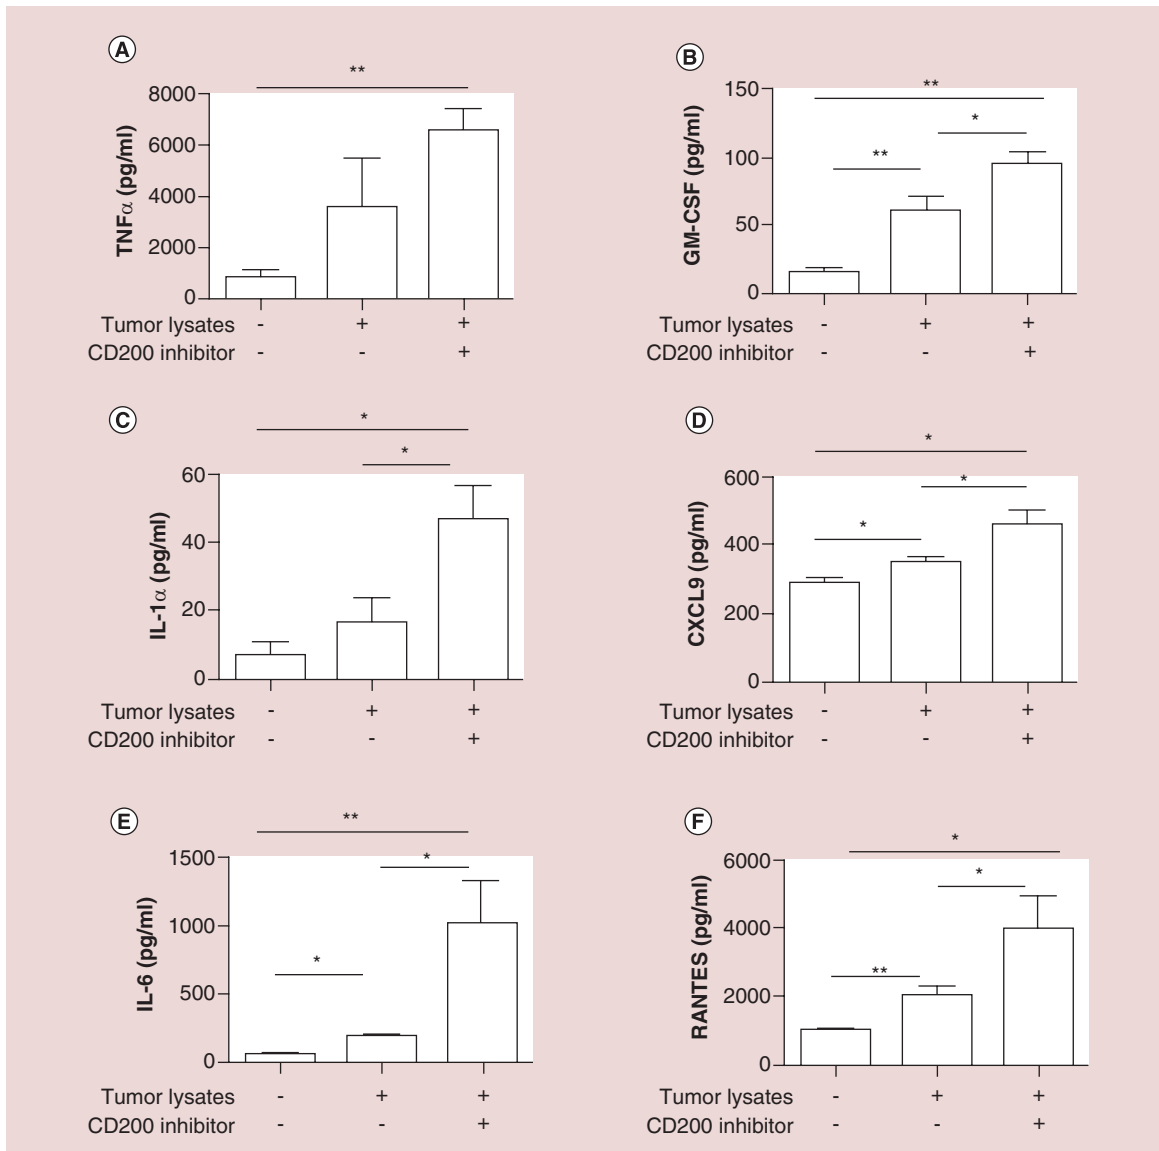 A
**
TNFα (pg/ml)
8000
6000
4000
2000
0
Tumor lysates - + +
CD200 inhibitor - - +
B
**
*
**
GM-CSF (pg/ml)
150
100
50
0
Tumor lysates - + +
CD200 inhibitor - - +
C
*
*
IL-1α (pg/ml)
60
40
20
0
Tumor lysates - + +
CD200 inhibitor - - +
D
*
*
*
CXCL9 (pg/ml)
600
400
200
0
Tumor lysates - + +
CD200 inhibitor - - +
E
**
*
*
IL-6 (pg/ml)
1500
1000
500
0
Tumor lysates - + +
CD200 inhibitor - - +
F
*
*
**
RANTES (pg/ml)
6000
4000
2000
0
Tumor lysates - + +
CD200 inhibitor - - +